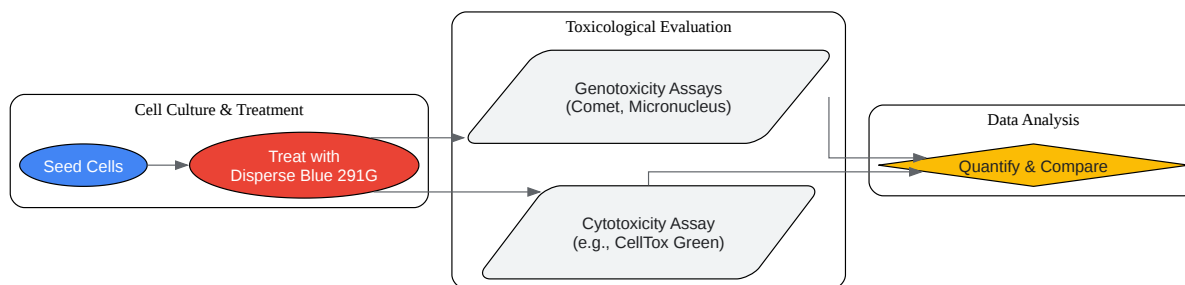 Cell Culture & Treatment
Seed Cells
Treat with
Disperse Blue 291G
Toxicological Evaluation
Genotoxicity Assays
(Comet, Micronucleus)
Cytotoxicity Assay
(e.g., CellTox Green)
Data Analysis
Quantify & Compare